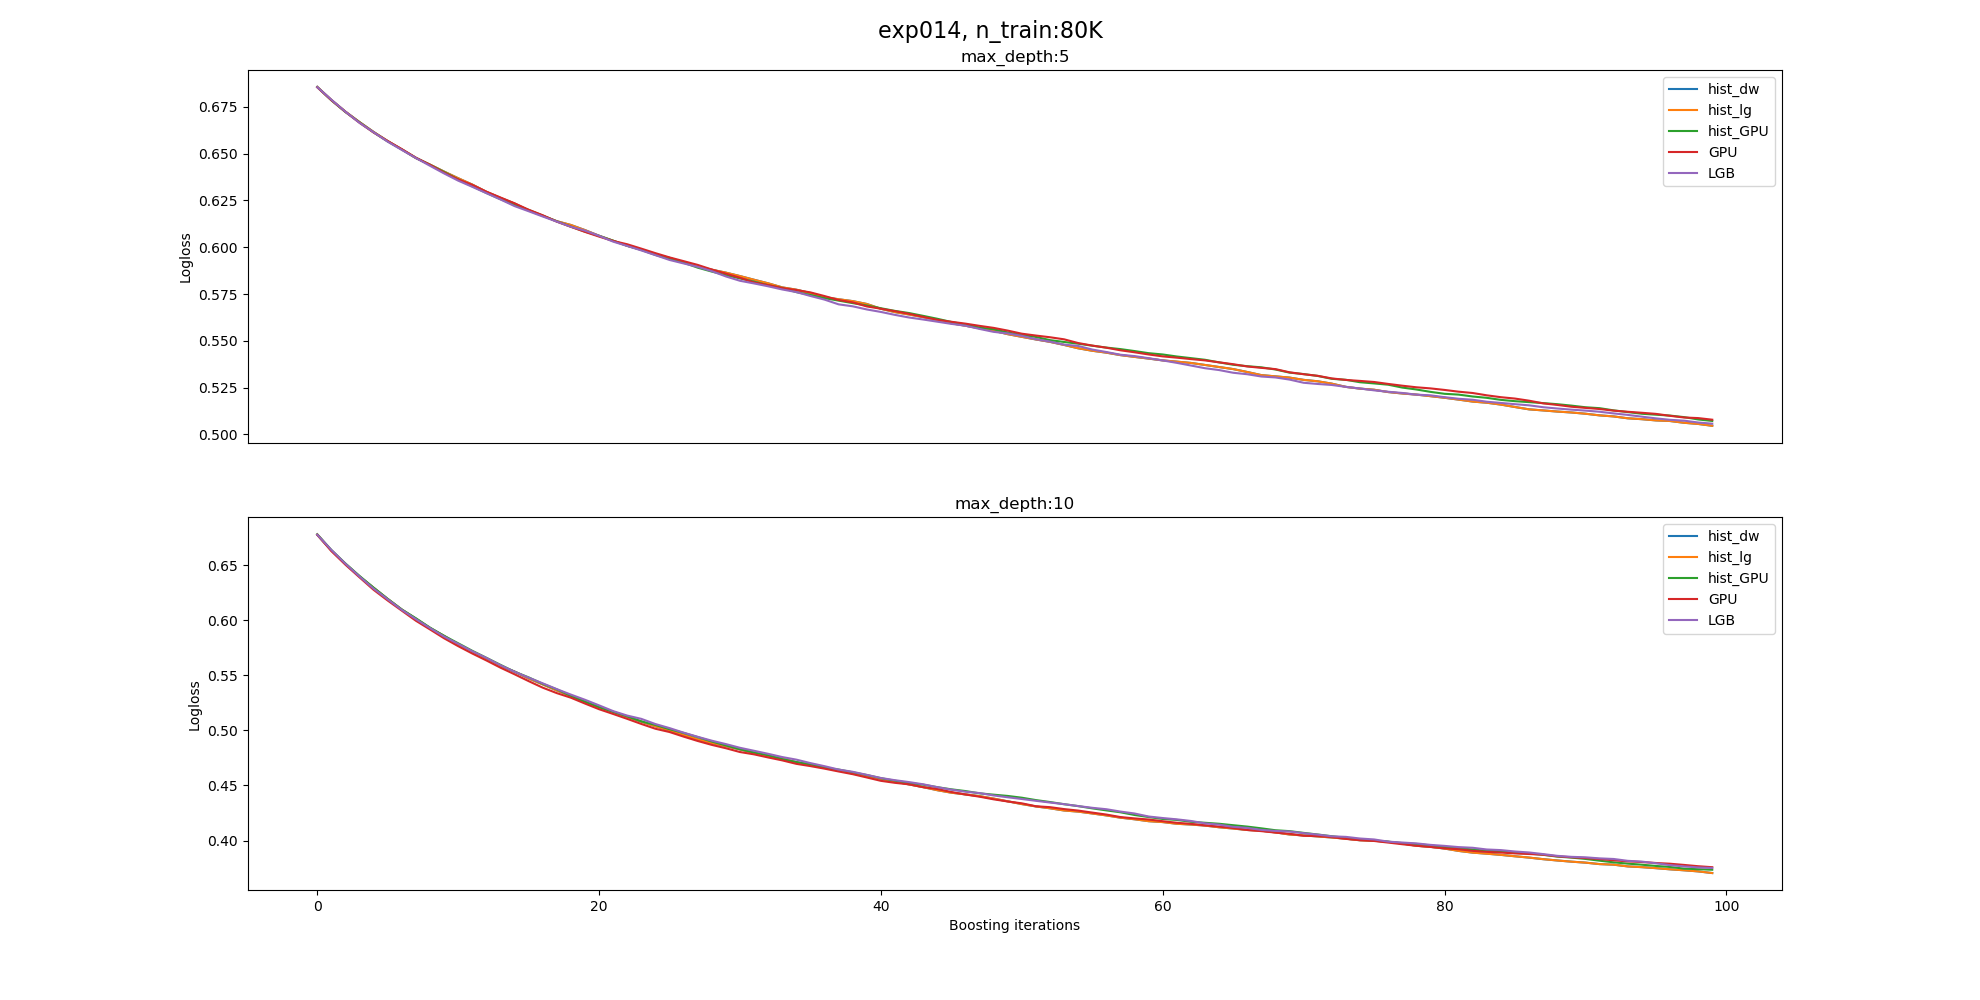 exp014, n_train:80K
max_depth:5
0.675
0.650
0.625
0.600
0.575
0.550
0.525
0.500
Logloss
hist_dw
hist_lg
hist_GPU
GPU
LGB
max_depth:10
0.65
0.60
0.55
0.50
0.45
0.40
Logloss
hist_dw
hist_lg
hist_GPU
GPU
LGB
0 20 40 60 80 100
Boosting iterations